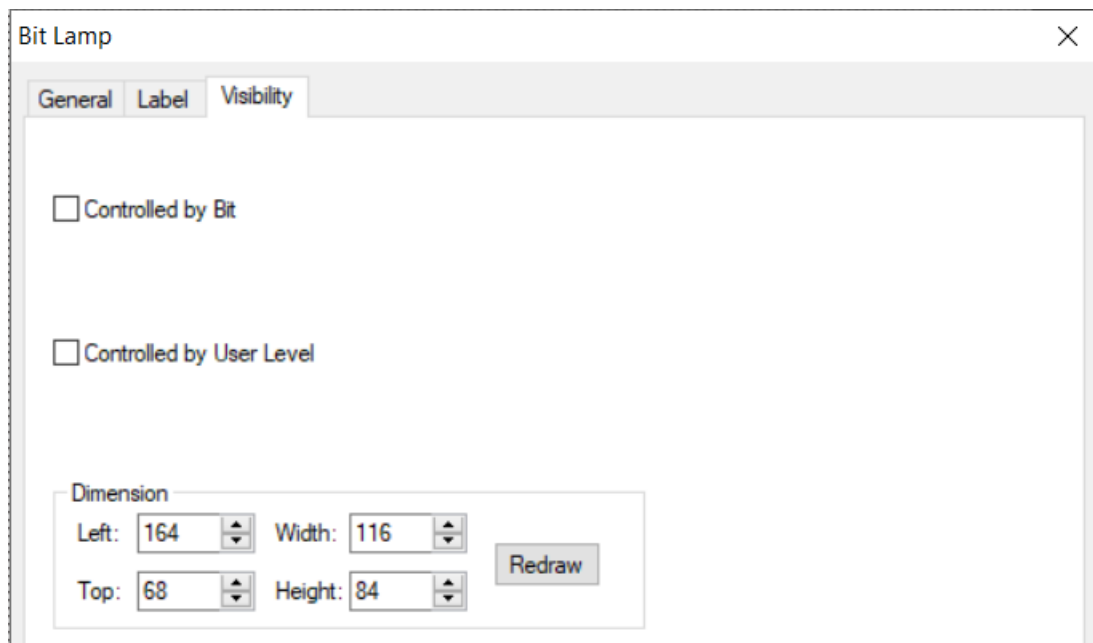 Bit Lamp
General Label Visibility
Controlled by Bit
Controlled by User Level
Dimension
Left: 164 Width: 116
Redraw
Top: 68 Height: 84